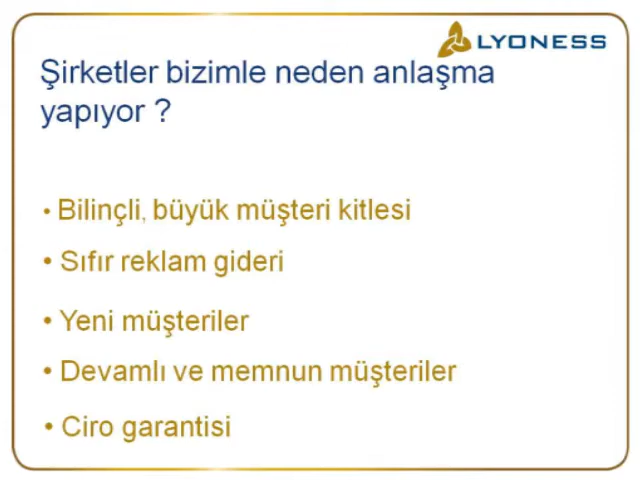 LYONESS
Şirketler bizimle neden anlaşma
yapıyor ?
• Bilinçli, büyük müşteri kitlesi
• Sıfır reklam gideri
• Yeni müşteriler
• Devamlı ve memnun müşteriler
• Ciro garantisi